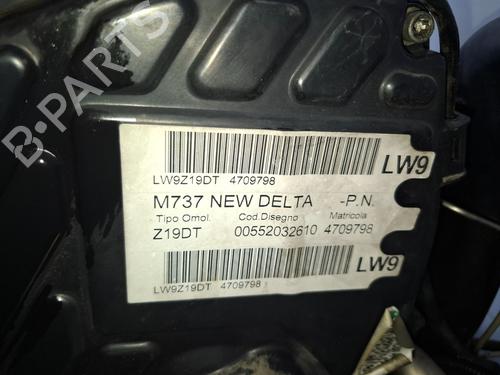 LW9Z19DT 4709798
LW9
M737 NEW DELTA -P.N.
Tipo Omol. Cod.Disegno Matricola
Z19DT 00552032610 4709798
LW9
LW9Z19DT 4709798
B-PARTS